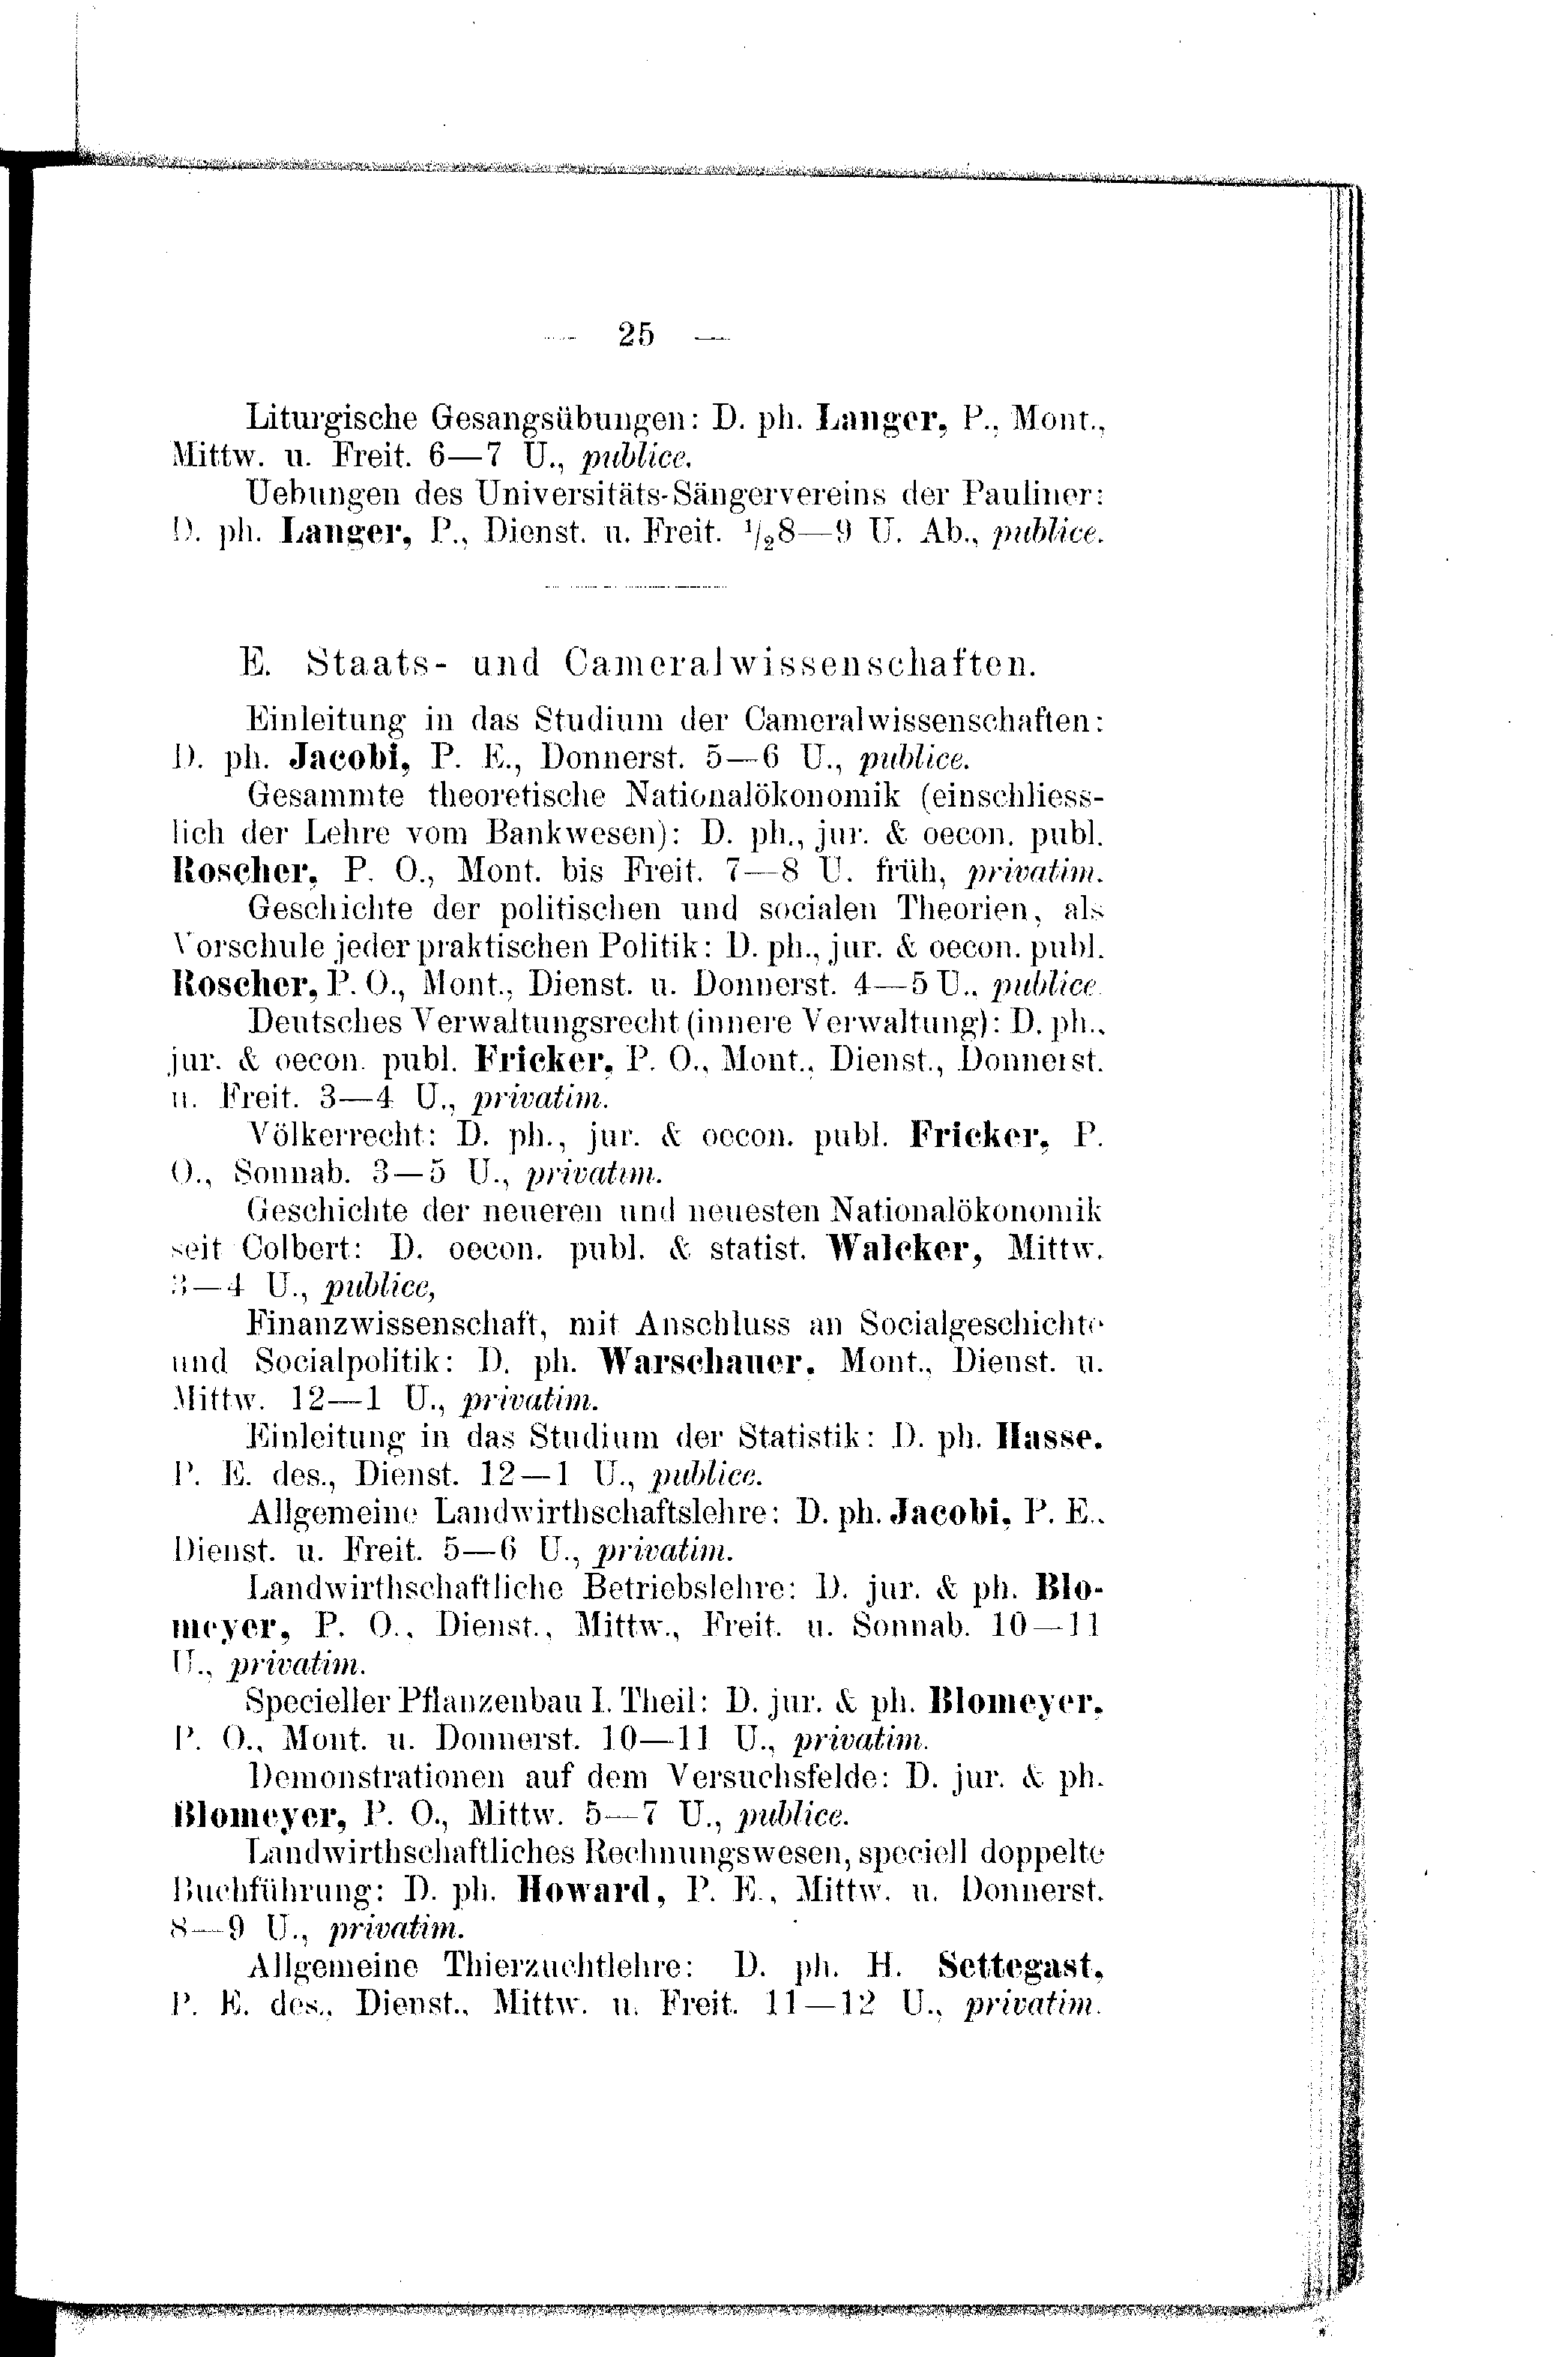 — 25 —
Liturgische Gesangsübungen: D. ph. Langer, P., Mont.,
Mittw. u. Freit. 6—7 U., publice.
Uebungen des Universitäts-Sängervereins der Pauliner:
D. ph. Langer, P., Dienst. u. Freit. 1/28—9 U. Ab., publice.
E. Staats- und Cameralwissenschaften.
Einleitung in das Studium der Cameralwissenschaften:
D. ph. Jacobi, P. E., Donnerst. 5—6 U., publice.
Gesammte theoretische Nationalökonomik (einschliess-
lich der Lehre vom Bankwesen): D. ph., jur. & oecon. publ.
Roscher, P. O., Mont. bis Freit. 7—8 U. früh, privatim.
Geschichte der politischen und socialen Theorien, als
Vorschule jeder praktischen Politik: D. ph., jur. & oecon. publ.
Roscher, P. O., Mont., Dienst. u. Donnerst. 4—5 U., publice.
Deutsches Verwaltungsrecht (innere Verwaltung): D. ph.,
jur. & oecon. publ. Fricker, P. O., Mont., Dienst., Donnerst.
u. Freit. 3—4 U., privatim.
Völkerrecht: D. ph., jur. & oecon. publ. Fricker, P.
O., Sonnab. 3—5 U., privatim.
Geschichte der neueren und neuesten Nationalökonomik
seit Colbert: D. oecon. publ. & statist. Walcker, Mittw.
3—4 U., publice,
Finanzwissenschaft, mit Anschluss an Socialgeschichte
und Socialpolitik: D. ph. Warschauer. Mont., Dienst. u.
Mittw. 12—1 U., privatim.
Einleitung in das Studium der Statistik: D. ph. Hasse.
P. E. des., Dienst. 12—1 U., publice.
Allgemeine Landwirthschaftslehre: D. ph. Jacobi, P. E.,
Dienst. u. Freit. 5—6 U., privatim.
Landwirthschaftliche Betriebslehre: D. jur. & ph. Blo-
meyer, P. O., Dienst., Mittw., Freit. u. Sonnab. 10—11
U., privatim.
Specieller Pflanzenbau I. Theil: D. jur. & ph. Blomeyer,
P. O., Mont. u. Donnerst. 10—11 U., privatim.
Demonstrationen auf dem Versuchsfelde: D. jur. & ph.
Blomeyer, P. O., Mittw. 5—7 U., publice.
Landwirthschaftliches Rechnungswesen, speciell doppelte
Buchführung: D. ph. Howard, P. E., Mittw. u. Donnerst.
8—9 U., privatim.
Allgemeine Thierzuchtlehre: D. ph. H. Settegast,
P. E. des., Dienst., Mittw. u. Freit. 11—12 U., privatim.